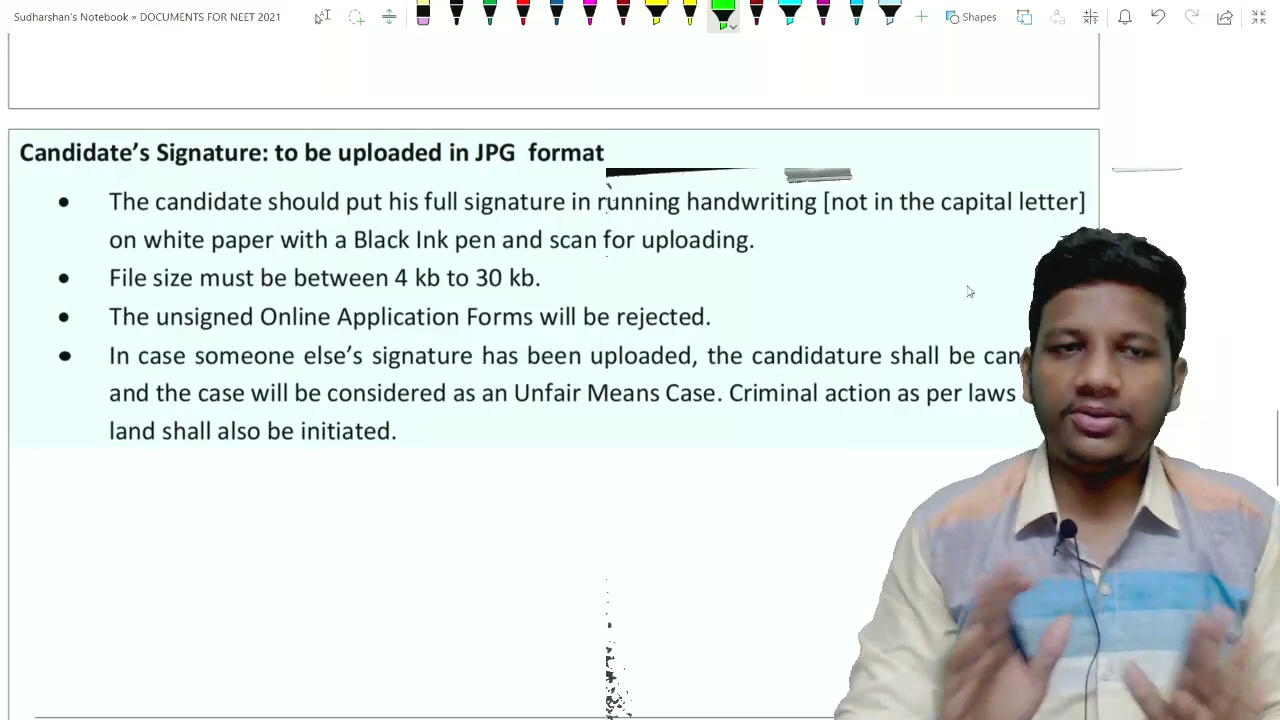 Sudharshan's Notebook » DOCUMENTS FOR NEET 2021
Shapes
Candidate's Signature: to be uploaded in JPG format
• The candidate should put his full signature in running handwriting [not in the capital letter]
on white paper with a Black Ink pen and scan for uploading.
• File size must be between 4 kb to 30 kb.
• The unsigned Online Application Forms will be rejected.
• In case someone else's signature has been uploaded, the candidature shall be can
and the case will be considered as an Unfair Means Case. Criminal action as per laws
land shall also be initiated.